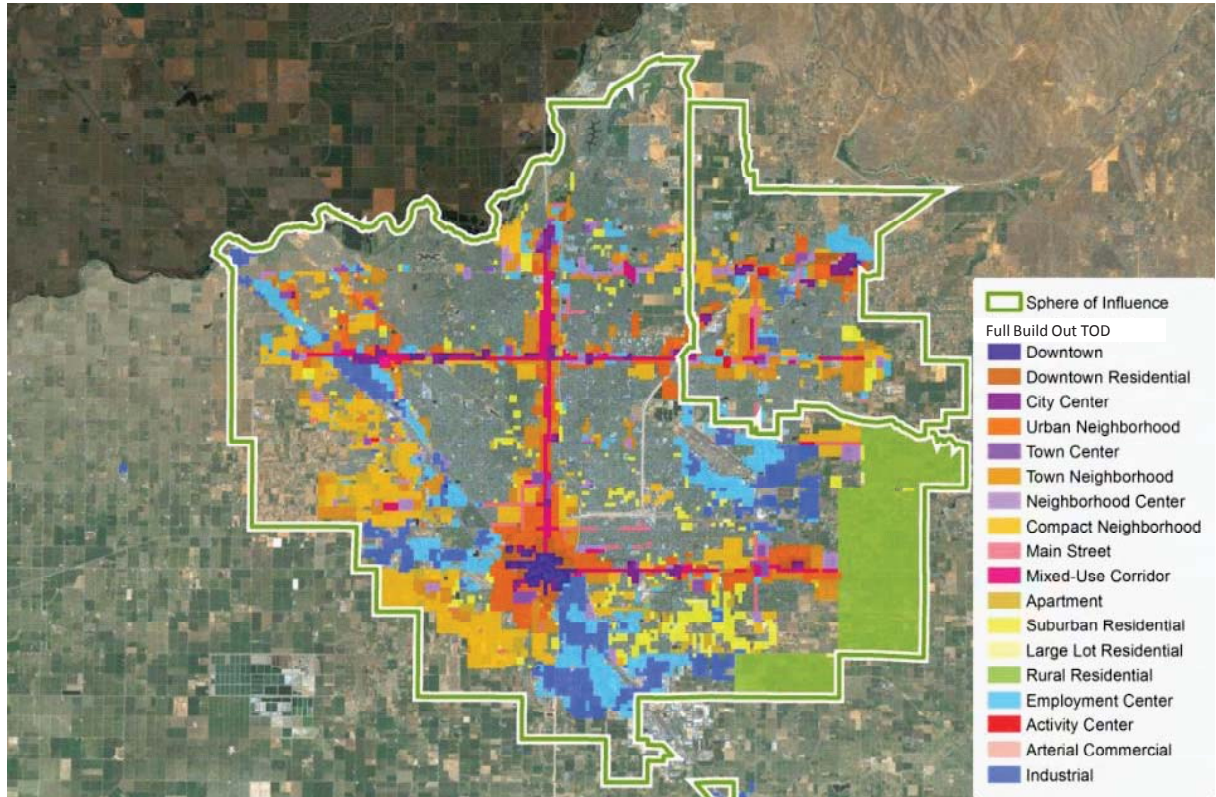 Sphere of Influence
Full Build Out TOD
Downtown
Downtown Residential
City Center
Urban Neighborhood
Town Center
Town Neighborhood
Neighborhood Center
Compact Neighborhood
Main Street
Mixed-Use Corridor
Apartment
Suburban Residential
Large Lot Residential
Rural Residential
Employment Center
Activity Center
Arterial Commercial
Industrial